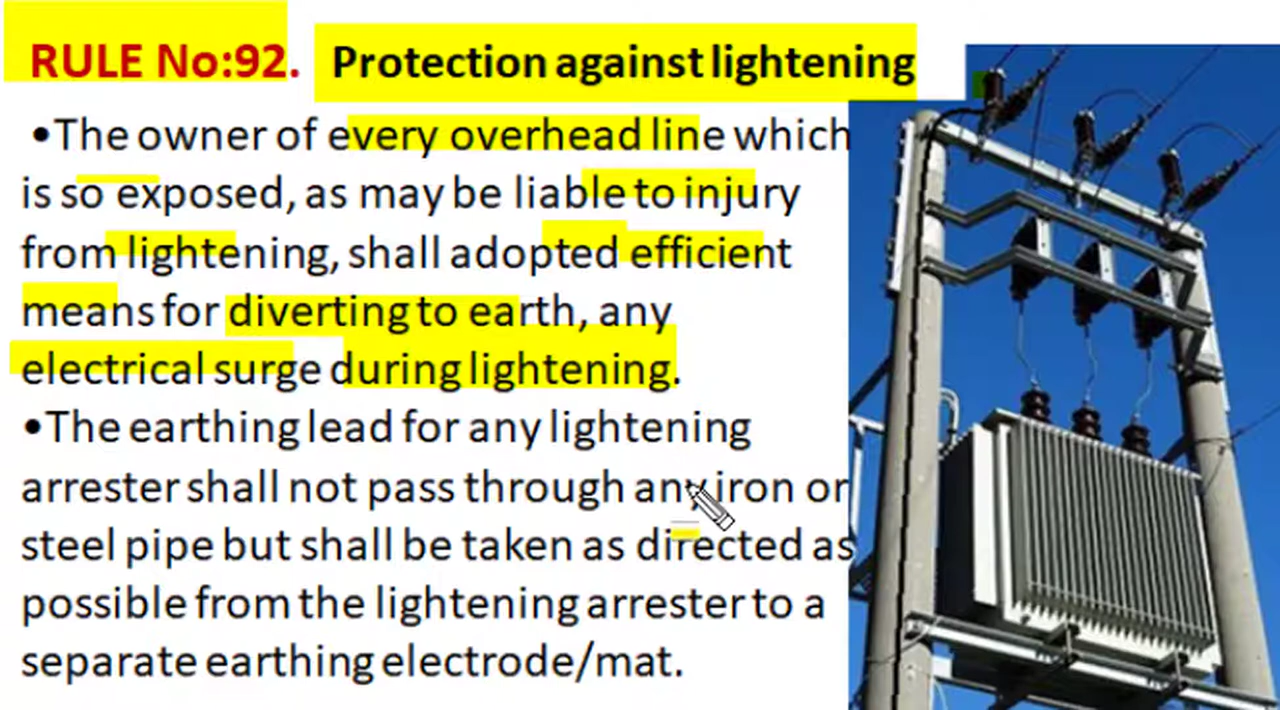 RULE No:92. Protection against lightening
•The owner of every overhead line which
is so exposed, as may be liable to injury
from lightening, shall adopted efficient
means for diverting to earth, any
electrical surge during lightening.
•The earthing lead for any lightening
arrester shall not pass through any iron or
steel pipe but shall be taken as directed as
possible from the lightening arrester to a
separate earthing electrode/mat.